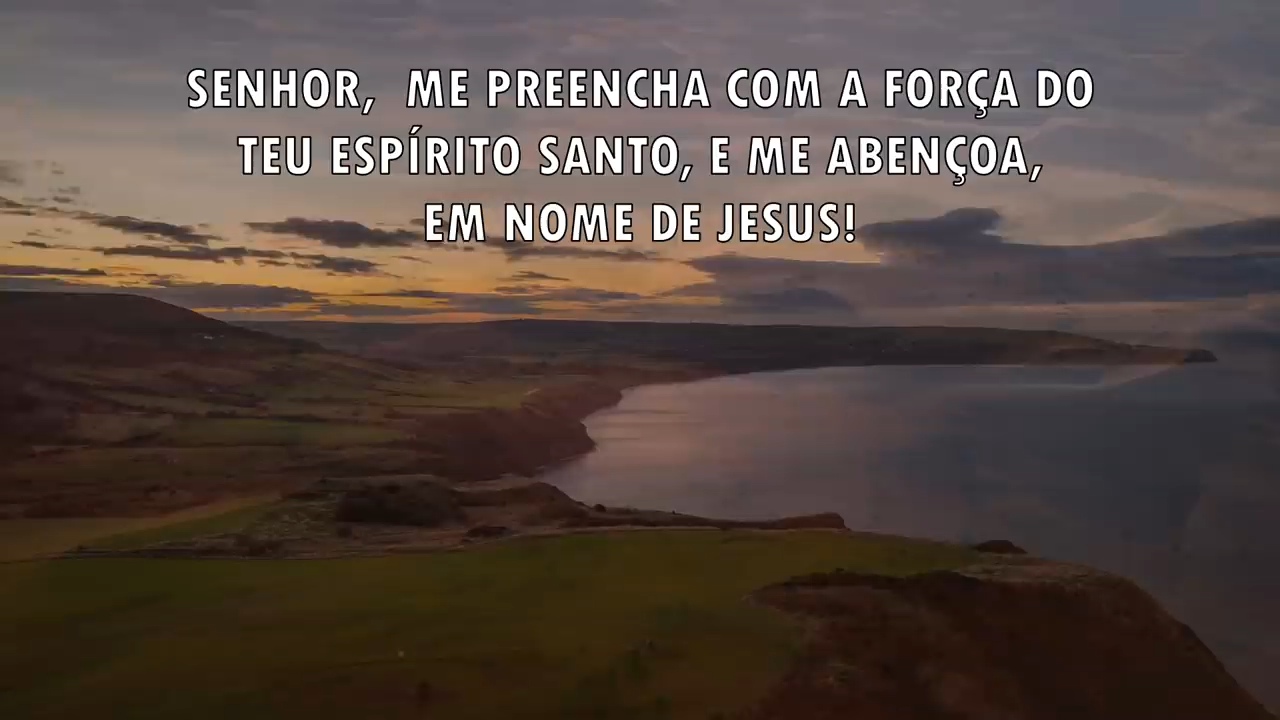 SENHOR, ME PREENCHA COM A FORÇA DO
TEU ESPÍRITO SANTO, E ME ABENÇOA,
EM NOME DE JESUS!